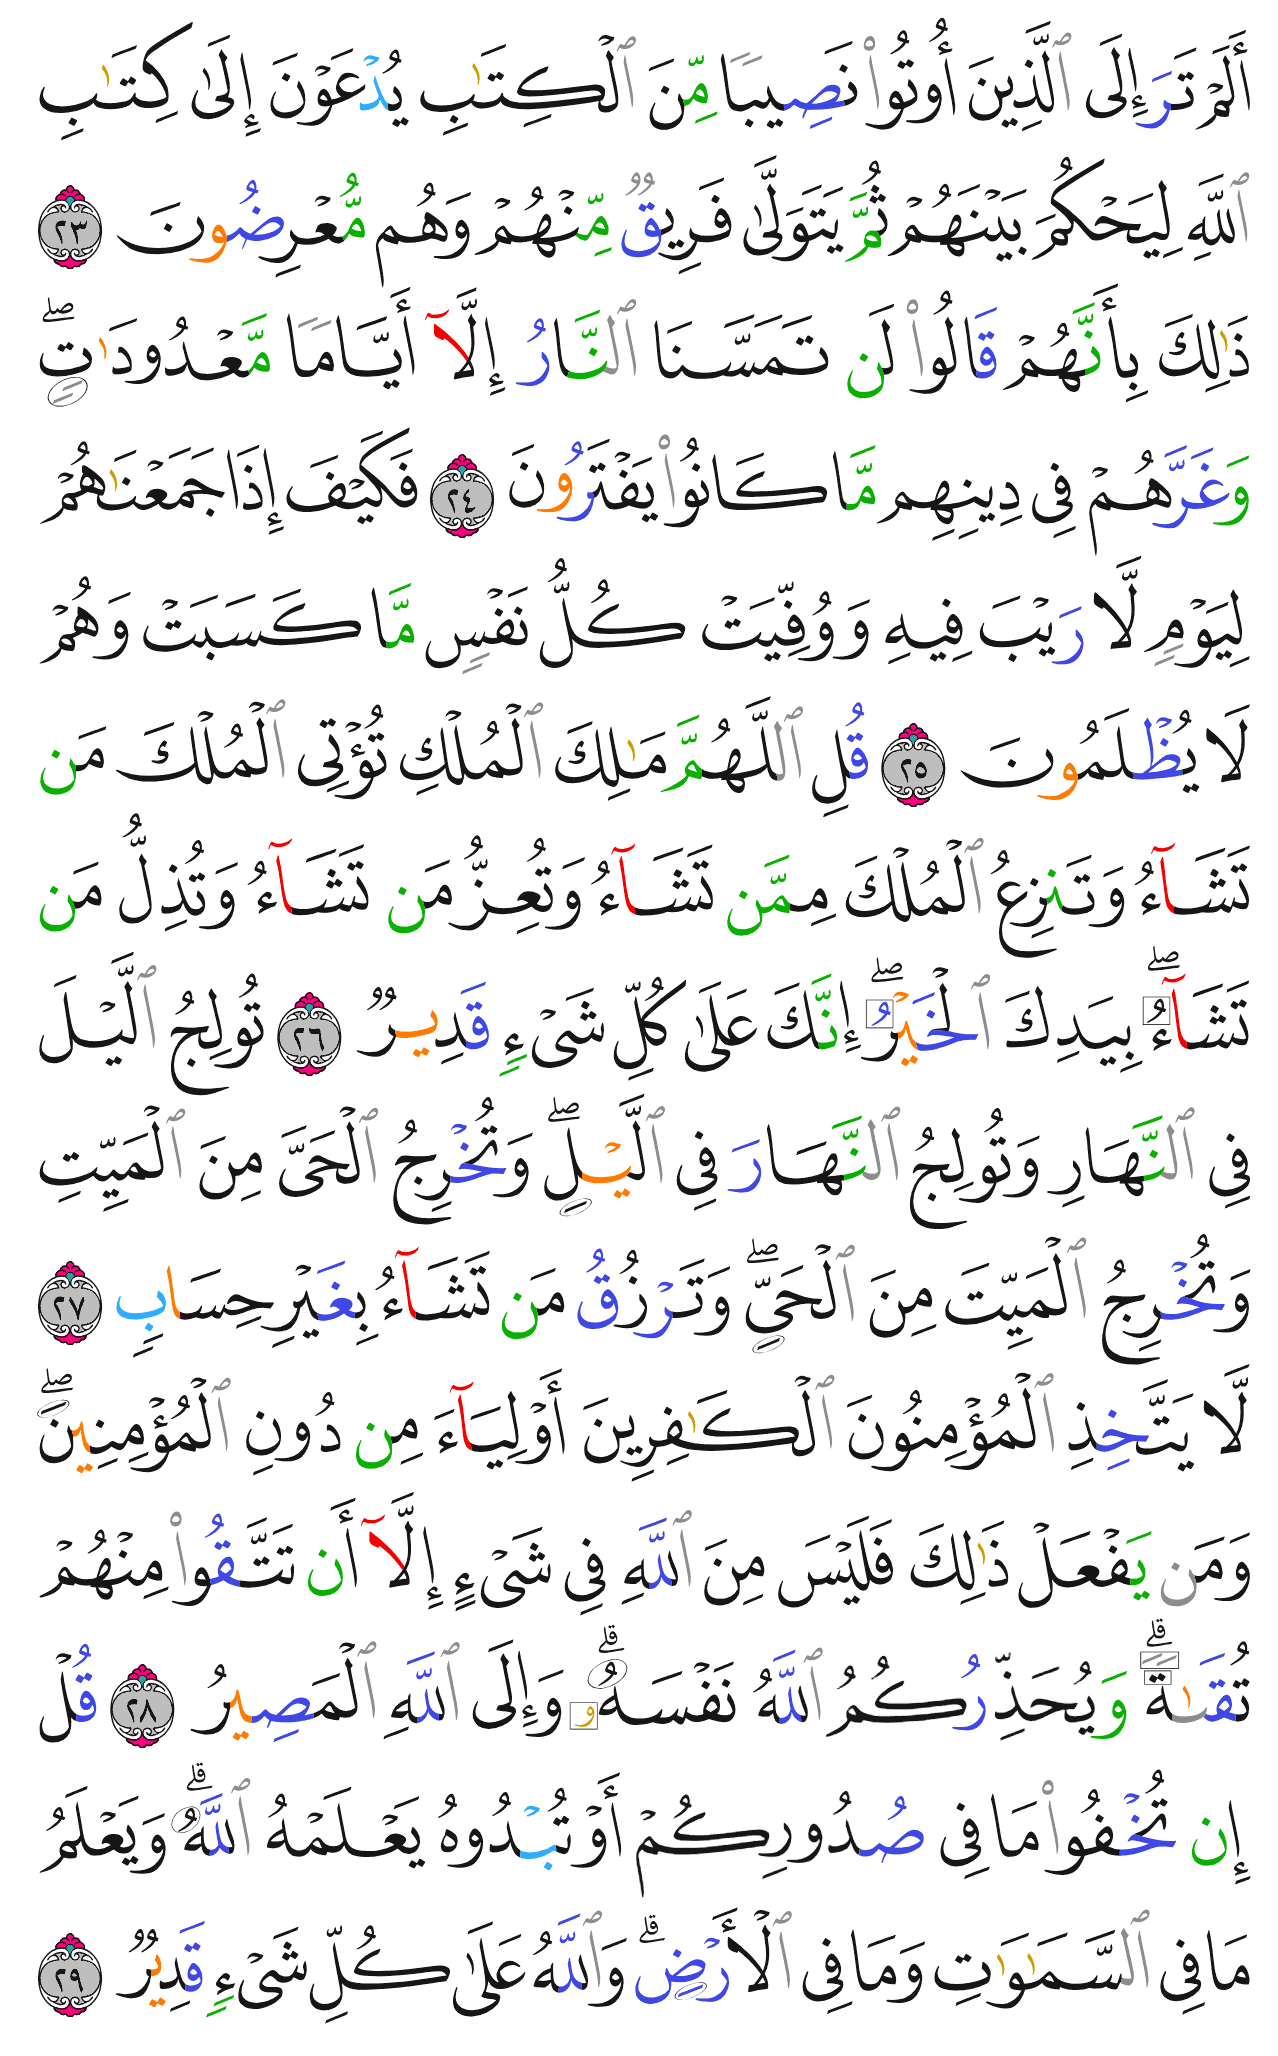 أَلَمْ تَرَ إِلَى ٱلَّذِينَ أُوتُوا۟ نَصِيبًا مِّنَ ٱلْكِتَـٰبِ يُدْعَوْنَ إِلَىٰ كِتَـٰبِ
ٱللَّهِ لِيَحْكُمَ بَيْنَهُمْ ثُمَّ يَتَوَلَّىٰ فَرِيقٌ مِّنْهُمْ وَهُم مُّعْرِضُونَ ٢٣
ذَٰلِكَ بِأَنَّهُمْ قَالُوا۟ لَن تَمَسَّنَا ٱلنَّارُ إِلَّآ أَيَّامًا مَّعْدُودَٰتٍ ۖ
وَغَرَّهُمْ فِى دِينِهِم مَّا كَانُوا۟ يَفْتَرُونَ ٢٤ فَكَيْفَ إِذَا جَمَعْنَـٰهُمْ
لِيَوْمٍ لَّا رَيْبَ فِيهِ وَوُفِّيَتْ كُلُّ نَفْسٍ مَّا كَسَبَتْ وَهُمْ
لَا يُظْلَمُونَ ٢٥ قُلِ ٱللَّهُمَّ مَـٰلِكَ ٱلْمُلْكِ تُؤْتِى ٱلْمُلْكَ مَن
تَشَآءُ وَتَنزِعُ ٱلْمُلْكَ مِمَّن تَشَآءُ وَتُعِزُّ مَن تَشَآءُ وَتُذِلُّ مَن
تَشَآءُ ۖ بِيَدِكَ ٱلْخَيْرُ ۖ إِنَّكَ عَلَىٰ كُلِّ شَىْءٍ قَدِيرٌ ٢٦ تُولِجُ ٱلَّيْلَ
فِى ٱلنَّهَارِ وَتُولِجُ ٱلنَّهَارَ فِى ٱلَّيْلِ ۖ وَتُخْرِجُ ٱلْحَىَّ مِنَ ٱلْمَيِّتِ
وَتُخْرِجُ ٱلْمَيِّتَ مِنَ ٱلْحَىِّ ۖ وَتَرْزُقُ مَن تَشَآءُ بِغَيْرِ حِسَابٍ ٢٧
لَّا يَتَّخِذِ ٱلْمُؤْمِنُونَ ٱلْكَـٰفِرِينَ أَوْلِيَآءَ مِن دُونِ ٱلْمُؤْمِنِينَ ۖ
وَمَن يَفْعَلْ ذَٰلِكَ فَلَيْسَ مِنَ ٱللَّهِ فِى شَىْءٍ إِلَّآ أَن تَتَّقُوا۟ مِنْهُمْ
تُقَىٰةً ۗ وَيُحَذِّرُكُمُ ٱللَّهُ نَفْسَهُۥ ۗ وَإِلَى ٱللَّهِ ٱلْمَصِيرُ ٢٨ قُلْ
إِن تُخْفُوا۟ مَا فِى صُدُورِكُمْ أَوْ تُبْدُوهُ يَعْلَمْهُ ٱللَّهُ ۗ وَيَعْلَمُ
مَا فِى ٱلسَّمَـٰوَٰتِ وَمَا فِى ٱلْأَرْضِ ۗ وَٱللَّهُ عَلَىٰ كُلِّ شَىْءٍ قَدِيرٌ ٢٩